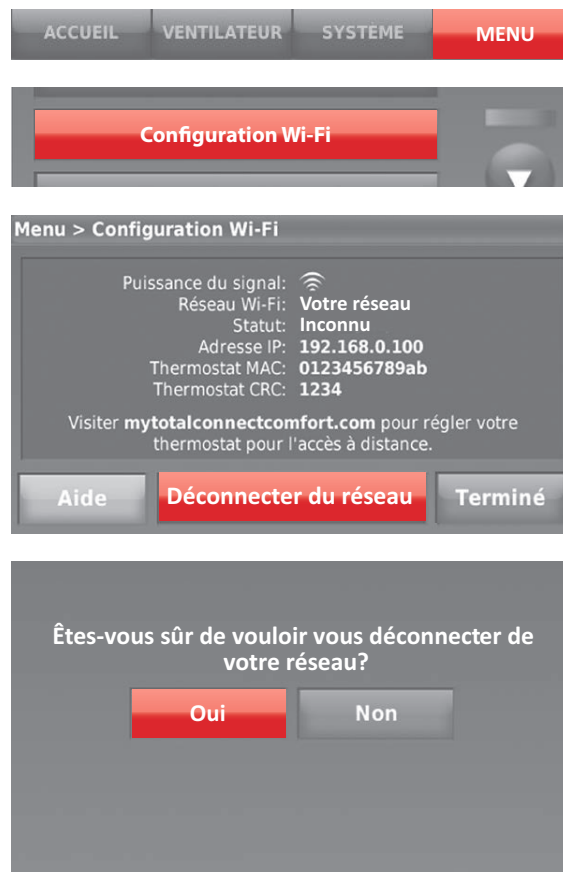 ACCUEIL VENTILATEUR SYSTÈME MENU
Configuration Wi-Fi
Menu > Configuration Wi-Fi
Puissance du signal:
Réseau Wi-Fi: Votre réseau
Statut: Inconnu
Adresse IP: 192.168.0.100
Thermostat MAC: 0123456789ab
Thermostat CRC: 1234
Visiter mytotalconnectcomfort.com pour régler votre
thermostat pour l'accès à distance.
Aide Déconnecter du réseau Terminé
Êtes-vous sûr de vouloir vous déconnecter de
votre réseau?
Oui Non